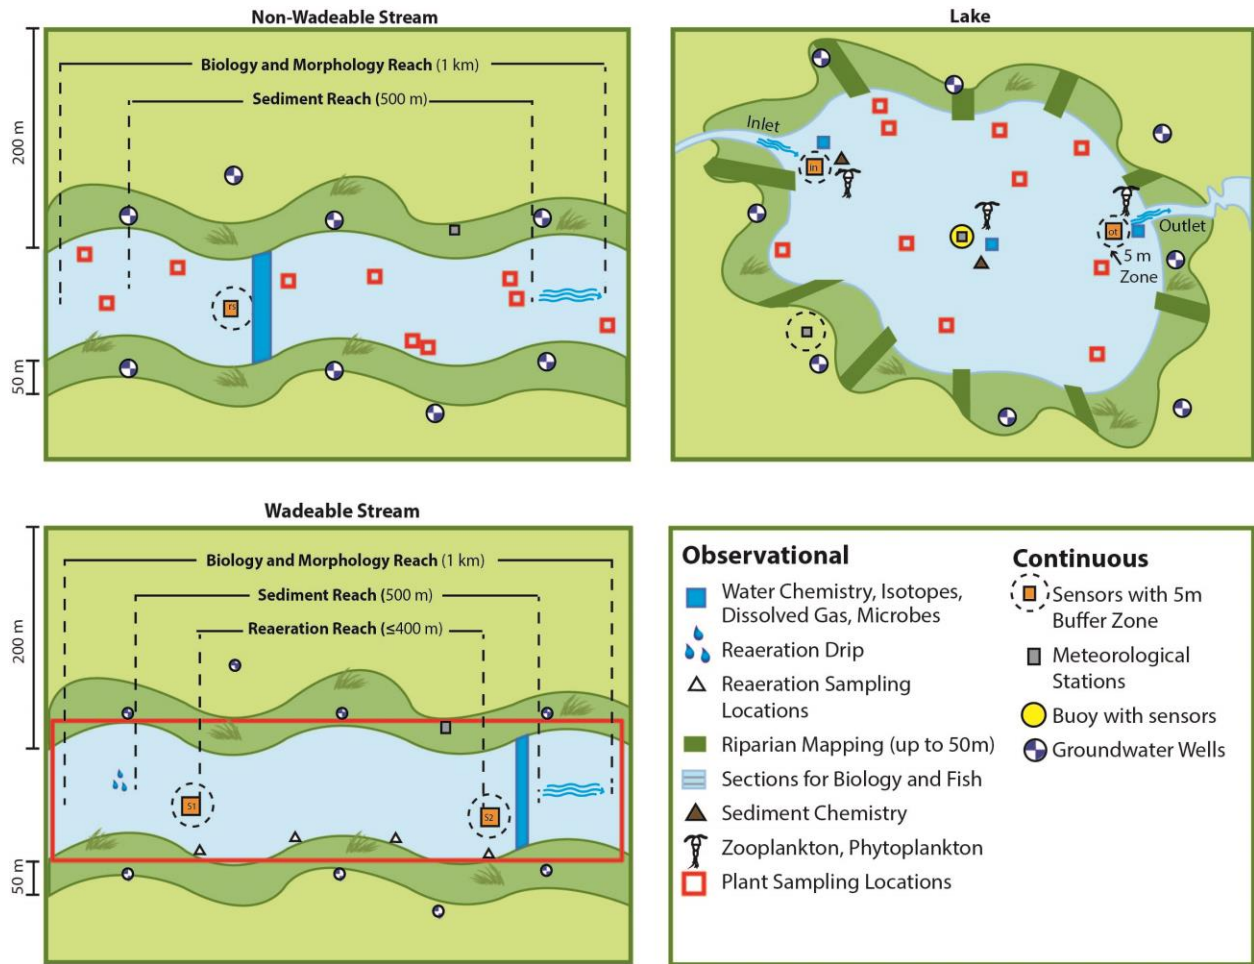 Non-Wadeable Stream
Biology and Morphology Reach (1 km)
Sediment Reach (500 m)
200 m
50 m
rs
Lake
Inlet
in
ot
Outlet
5 m
Zone
Wadeable Stream
Biology and Morphology Reach (1 km)
Sediment Reach (500 m)
Reaeration Reach (≤400 m)
200 m
50 m
S1
S2
Observational
Water Chemistry, Isotopes,
Dissolved Gas, Microbes
Reaeration Drip
Reaeration Sampling
Locations
Riparian Mapping (up to 50m)
Sections for Biology and Fish
Sediment Chemistry
Zooplankton, Phytoplankton
Plant Sampling Locations
Continuous
Sensors with 5m
Buffer Zone
Meteorological
Stations
Buoy with sensors
Groundwater Wells